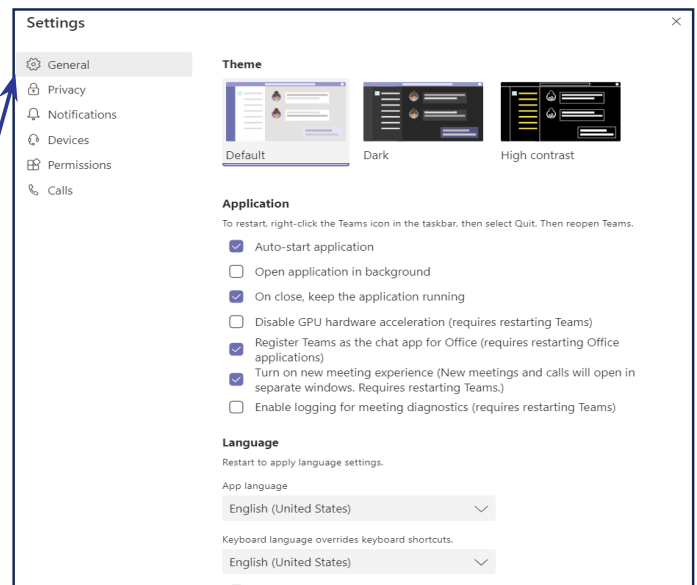 Settings
General
Privacy
Notifications
Devices
Permissions
Calls
Theme
Default
Dark
High contrast
Application
To restart, right-click the Teams icon in the taskbar, then select Quit. Then reopen Teams.
Auto-start application
Open application in background
On close, keep the application running
Disable GPU hardware acceleration (requires restarting Teams)
Register Teams as the chat app for Office (requires restarting Office
applications)
Turn on new meeting experience (New meetings and calls will open in
separate windows. Requires restarting Teams.)
Enable logging for meeting diagnostics (requires restarting Teams)
Language
Restart to apply language settings.
App language
English (United States)
Keyboard language overrides keyboard shortcuts.
English (United States)